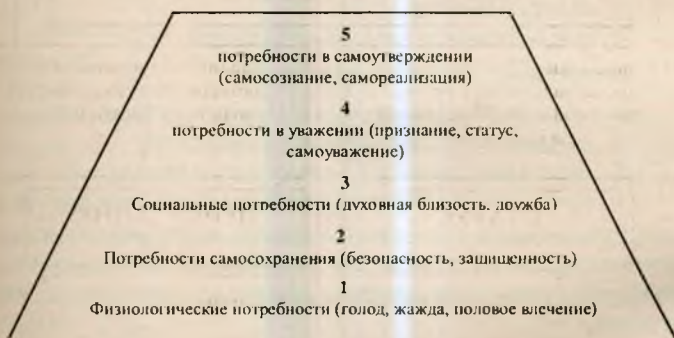 5
потребности в самоутверждении
(самосознание, самореализация)
4
потребности в уважении (признание, статус,
самоуважение)
3
Социальные потребности (духовная близость, дружба)
2
Потребности самосохранения (безопасность, защищенность)
1
Физиологические потребности (голод, жажда, половое влечение)